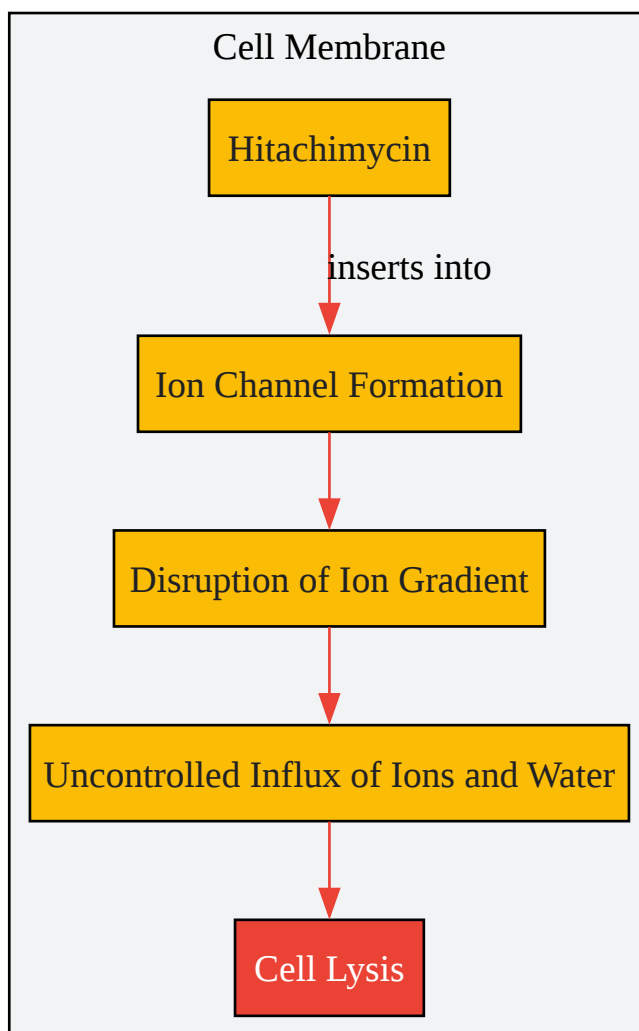 Cell Membrane
Hitachimycin
inserts into
Ion Channel Formation
Disruption of Ion Gradient
Uncontrolled Influx of Ions and Water
Cell Lysis